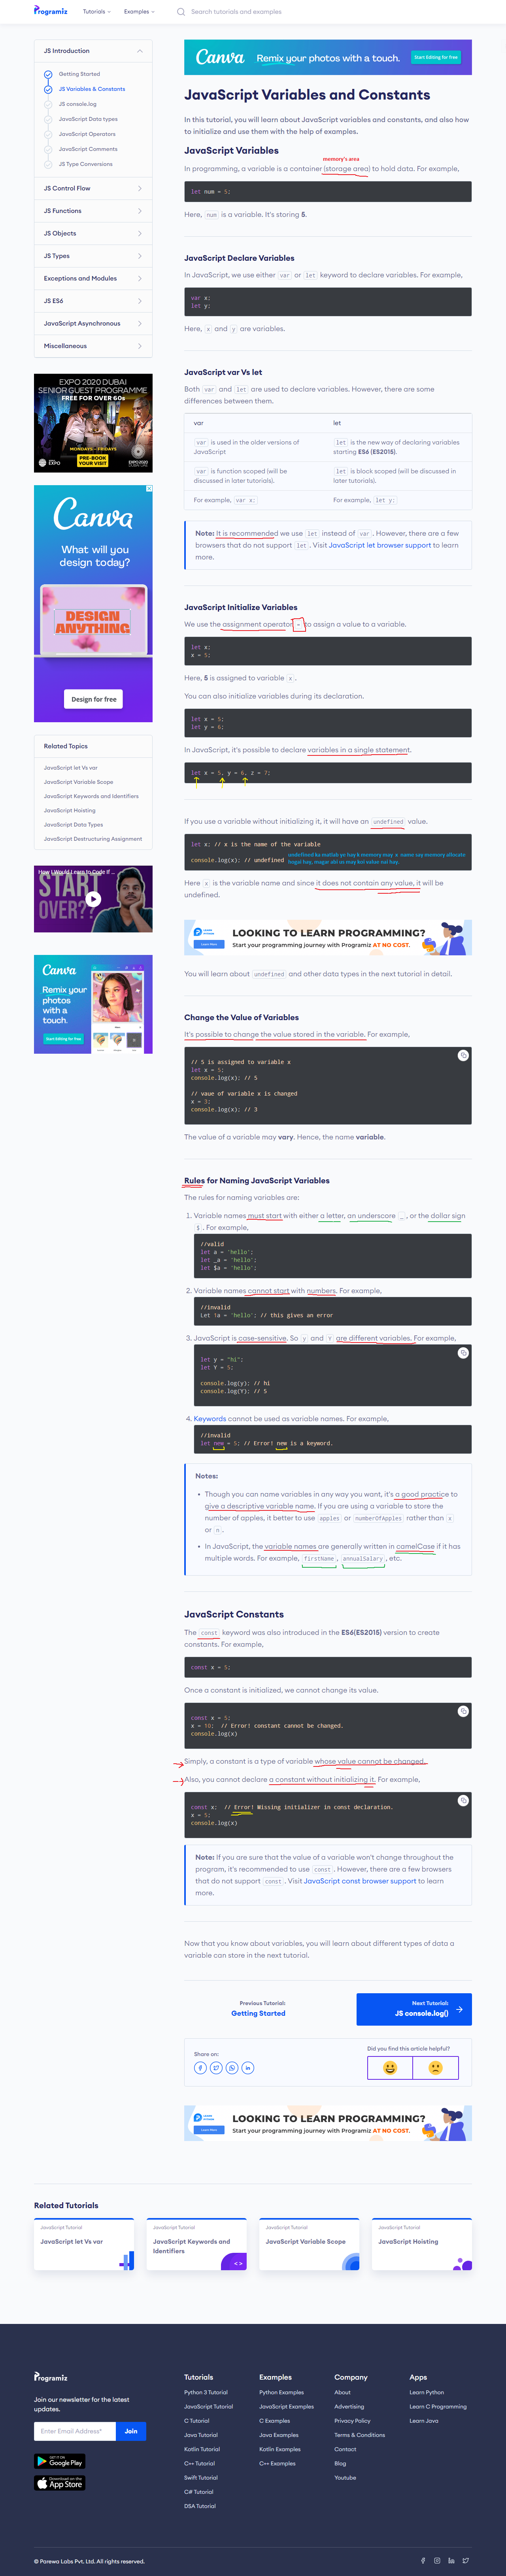 Programiz
Tutorials
Examples
Search tutorials and examples
JS Introduction
Getting Started
JS Variables & Constants
JS console.log
JavaScript Data types
JavaScript Operators
JavaScript Comments
JS Type Conversions
JS Control Flow
JS Functions
JS Objects
JS Types
Exceptions and Modules
JS ES6
JavaScript Asynchronous
Miscellaneous
EXPO 2020 DUBAI
SENIOR GUEST PROGRAMME
FREE FOR OVER 60s
MONDAYS - FRIDAYS
PRE-BOOK
YOUR VISIT
Canva
What will you
design today?
DESIGN
ANYTHING
Design for free
Related Topics
JavaScript let Vs var
JavaScript Variable Scope
JavaScript Keywords and Identifiers
JavaScript Hoisting
JavaScript Data Types
JavaScript Destructuring Assignment
How I Would Learn to Code If ...
START
OVER??
Canva
Remix your
photos
with a
touch.
Start Editing for free
Canva
Remix your photos with a touch.
Start Editing for free
JavaScript Variables and Constants
In this tutorial, you will learn about JavaScript variables and constants, and also how
to initialize and use them with the help of examples.
JavaScript Variables
memory's area
In programming, a variable is a container (storage area) to hold data. For example,
let num = 5;
Here, num is a variable. It's storing 5.
JavaScript Declare Variables
In JavaScript, we use either var or let keyword to declare variables. For example,
var x;
let y;
Here, x and y are variables.
JavaScript var Vs let
Both var and let are used to declare variables. However, there are some
differences between them.
var
let
var is used in the older versions of
JavaScript
let is the new way of declaring variables
starting ES6 (ES2015).
var is function scoped (will be
discussed in later tutorials).
let is block scoped (will be discussed in
later tutorials).
For example, var x;
For example, let y;
Note: It is recommended we use let instead of var. However, there are a few
browsers that do not support let. Visit JavaScript let browser support to learn
more.
JavaScript Initialize Variables
We use the assignment operator = to assign a value to a variable.
let x;
x = 5;
Here, 5 is assigned to variable x.
You can also initialize variables during its declaration.
let x = 5;
let y = 6;
In JavaScript, it's possible to declare variables in a single statement.
let x = 5, y = 6, z = 7;
If you use a variable without initializing it, it will have an undefined value.
let x; // x is the name of the variable
console.log(x); // undefined
undefined ka matlab ye hay k memory may x name say memory allocate
hogai hay, magar abi us may koi value nai hay.
Here x is the variable name and since it does not contain any value, it will be
undefined.
LOOKING TO LEARN PROGRAMMING?
Learn More
Start your programming journey with Programiz AT NO COST.
You will learn about undefined and other data types in the next tutorial in detail.
Change the Value of Variables
It's possible to change the value stored in the variable. For example,
// 5 is assigned to variable x
let x = 5;
console.log(x); // 5
// vaue of variable x is changed
x = 3;
console.log(x); // 3
The value of a variable may vary. Hence, the name variable.
Rules for Naming JavaScript Variables
The rules for naming variables are:
1. Variable names must start with either a letter, an underscore _, or the dollar sign
$. For example,
//valid
let a = 'hello';
let _a = 'hello';
let $a = 'hello';
2. Variable names cannot start with numbers. For example,
//invalid
Let 1a = 'hello'; // this gives an error
3. JavaScript is case-sensitive. So y and Y are different variables. For example,
let y = "hi";
let Y = 5;
console.log(y); // hi
console.log(Y); // 5
4. Keywords cannot be used as variable names. For example,
//invalid
let new = 5; // Error! new is a keyword.
Notes:
• Though you can name variables in any way you want, it's a good practice to
give a descriptive variable name. If you are using a variable to store the
number of apples, it better to use apples or numberOfApples rather than x
or n.
• In JavaScript, the variable names are generally written in camelCase if it has
multiple words. For example, firstName, annualSalary, etc.
JavaScript Constants
The const keyword was also introduced in the ES6(ES2015) version to create
constants. For example,
const x = 5;
Once a constant is initialized, we cannot change its value.
const x = 5;
x = 10; // Error! constant cannot be changed.
console.log(x)
Simply, a constant is a type of variable whose value cannot be changed.
Also, you cannot declare a constant without initializing it. For example,
const x; // Error! Missing initializer in const declaration.
x = 5;
console.log(x)
Note: If you are sure that the value of a variable won't change throughout the
program, it's recommended to use const. However, there are a few browsers
that do not support const. Visit JavaScript const browser support to learn
more.
Now that you know about variables, you will learn about different types of data a
variable can store in the next tutorial.
Previous Tutorial:
Getting Started
Next Tutorial:
JS console.log()
Share on:
Did you find this article helpful?
LOOKING TO LEARN PROGRAMMING?
Learn More
Start your programming journey with Programiz AT NO COST.
Related Tutorials
JavaScript Tutorial
JavaScript let Vs var
JavaScript Tutorial
JavaScript Keywords and
Identifiers
JavaScript Tutorial
JavaScript Variable Scope
JavaScript Tutorial
JavaScript Hoisting
Programiz
Join our newsletter for the latest
updates.
Enter Email Address*
Join
GET IT ON
Google Play
Download on the
App Store
Tutorials
Python 3 Tutorial
JavaScript Tutorial
C Tutorial
Java Tutorial
Kotlin Tutorial
C++ Tutorial
Swift Tutorial
C# Tutorial
DSA Tutorial
Examples
Python Examples
JavaScript Examples
C Examples
Java Examples
Kotlin Examples
C++ Examples
Company
About
Advertising
Privacy Policy
Terms & Conditions
Contact
Blog
Youtube
Apps
Learn Python
Learn C Programming
Learn Java
© Parewa Labs Pvt. Ltd. All rights reserved.